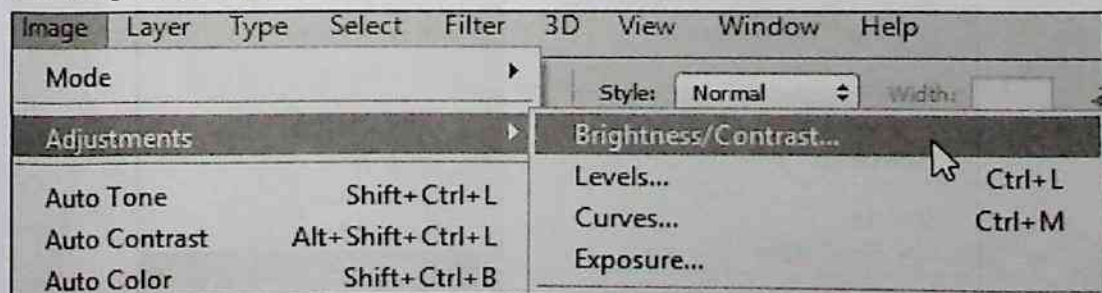 Image Layer Type Select Filter 3D View Window Help
Mode
Style: Normal Width:
Adjustments
Brightness/Contrast...
Auto Tone Shift+Ctrl+L
Auto Contrast Alt+Shift+Ctrl+L
Auto Color Shift+Ctrl+B
Levels... Ctrl+L
Curves... Ctrl+M
Exposure...